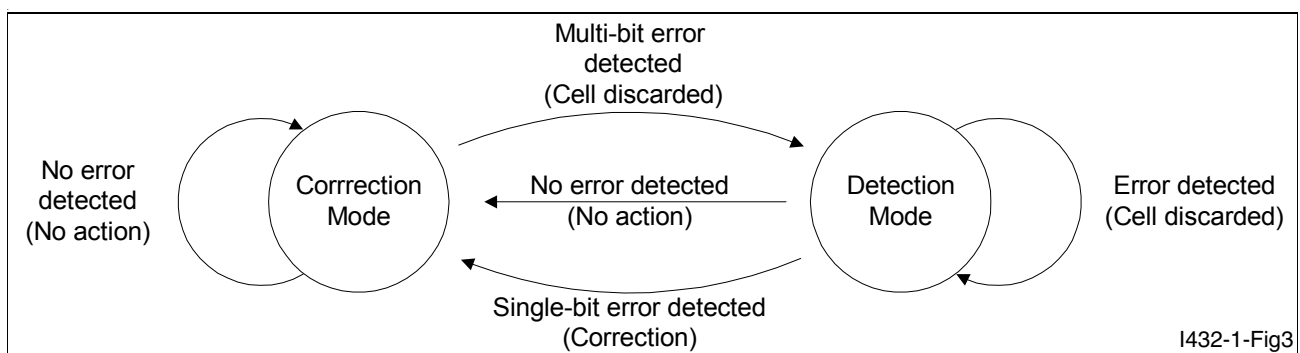 Multi-bit error
detected
(Cell discarded)
No error
detected
(No action)
Corrrection
Mode
No error detected
(No action)
Detection
Mode
Error detected
(Cell discarded)
Single-bit error detected
(Correction)
I432-1-Fig3